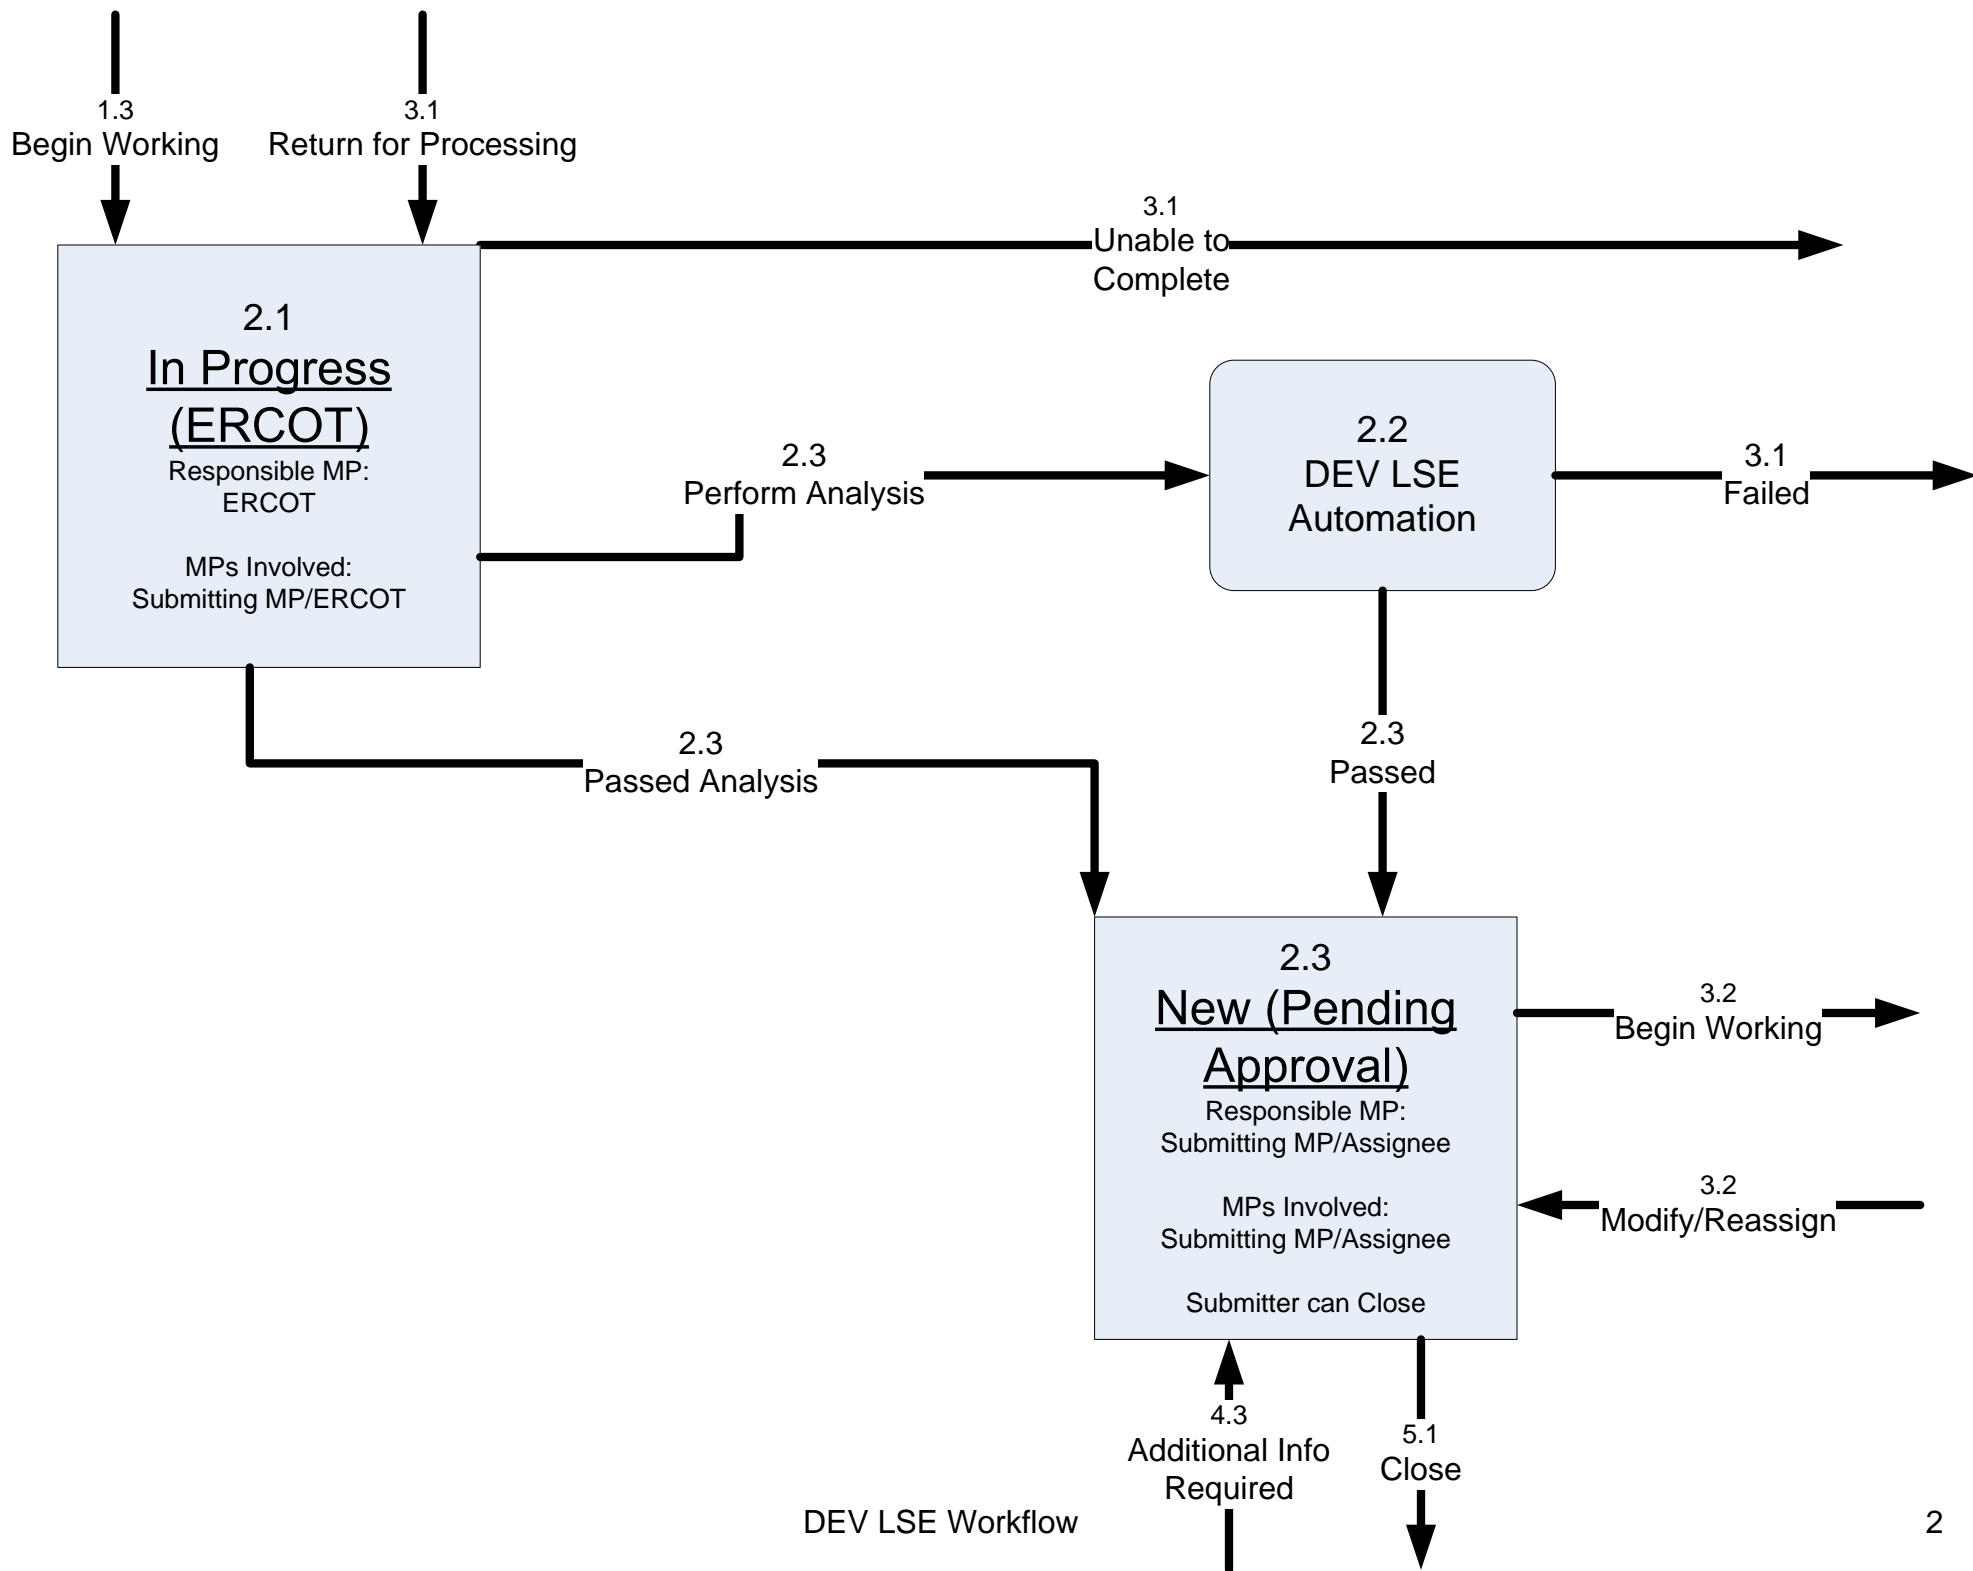 1.3
Begin Working
3.1
Return for Processing
3.1
Unable to
Complete
2.1
In Progress
(ERCOT)
Responsible MP:
ERCOT
MPs Involved:
Submitting MP/ERCOT
2.3
Perform Analysis
2.2
DEV LSE
Automation
3.1
Failed
2.3
Passed Analysis
2.3
Passed
2.3
New (Pending
Approval)
Responsible MP:
Submitting MP/Assignee
MPs Involved:
Submitting MP/Assignee
Submitter can Close
3.2
Begin Working
3.2
Modify/Reassign
4.3
Additional Info
Required
5.1
Close
DEV LSE Workflow
2